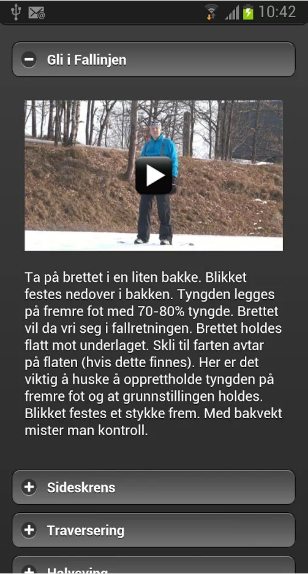 10:42
Gli i Fallinjen
Ta på brettet i en liten bakke. Blikket
festes nedover i bakken. Tyngden legges
på fremre fot med 70-80% tyngde. Brettet
vil da vri seg i fallretningen. Brettet holdes
flatt mot underlaget. Skli til farten avtar
på flaten (hvis dette finnes). Her er det
viktig å huske å opprettholde tyngden på
fremre fot og at grunnstillingen holdes.
Blikket festes et stykke frem. Med bakvekt
mister man kontroll.
Sideskrens
Traversering
Halvsving